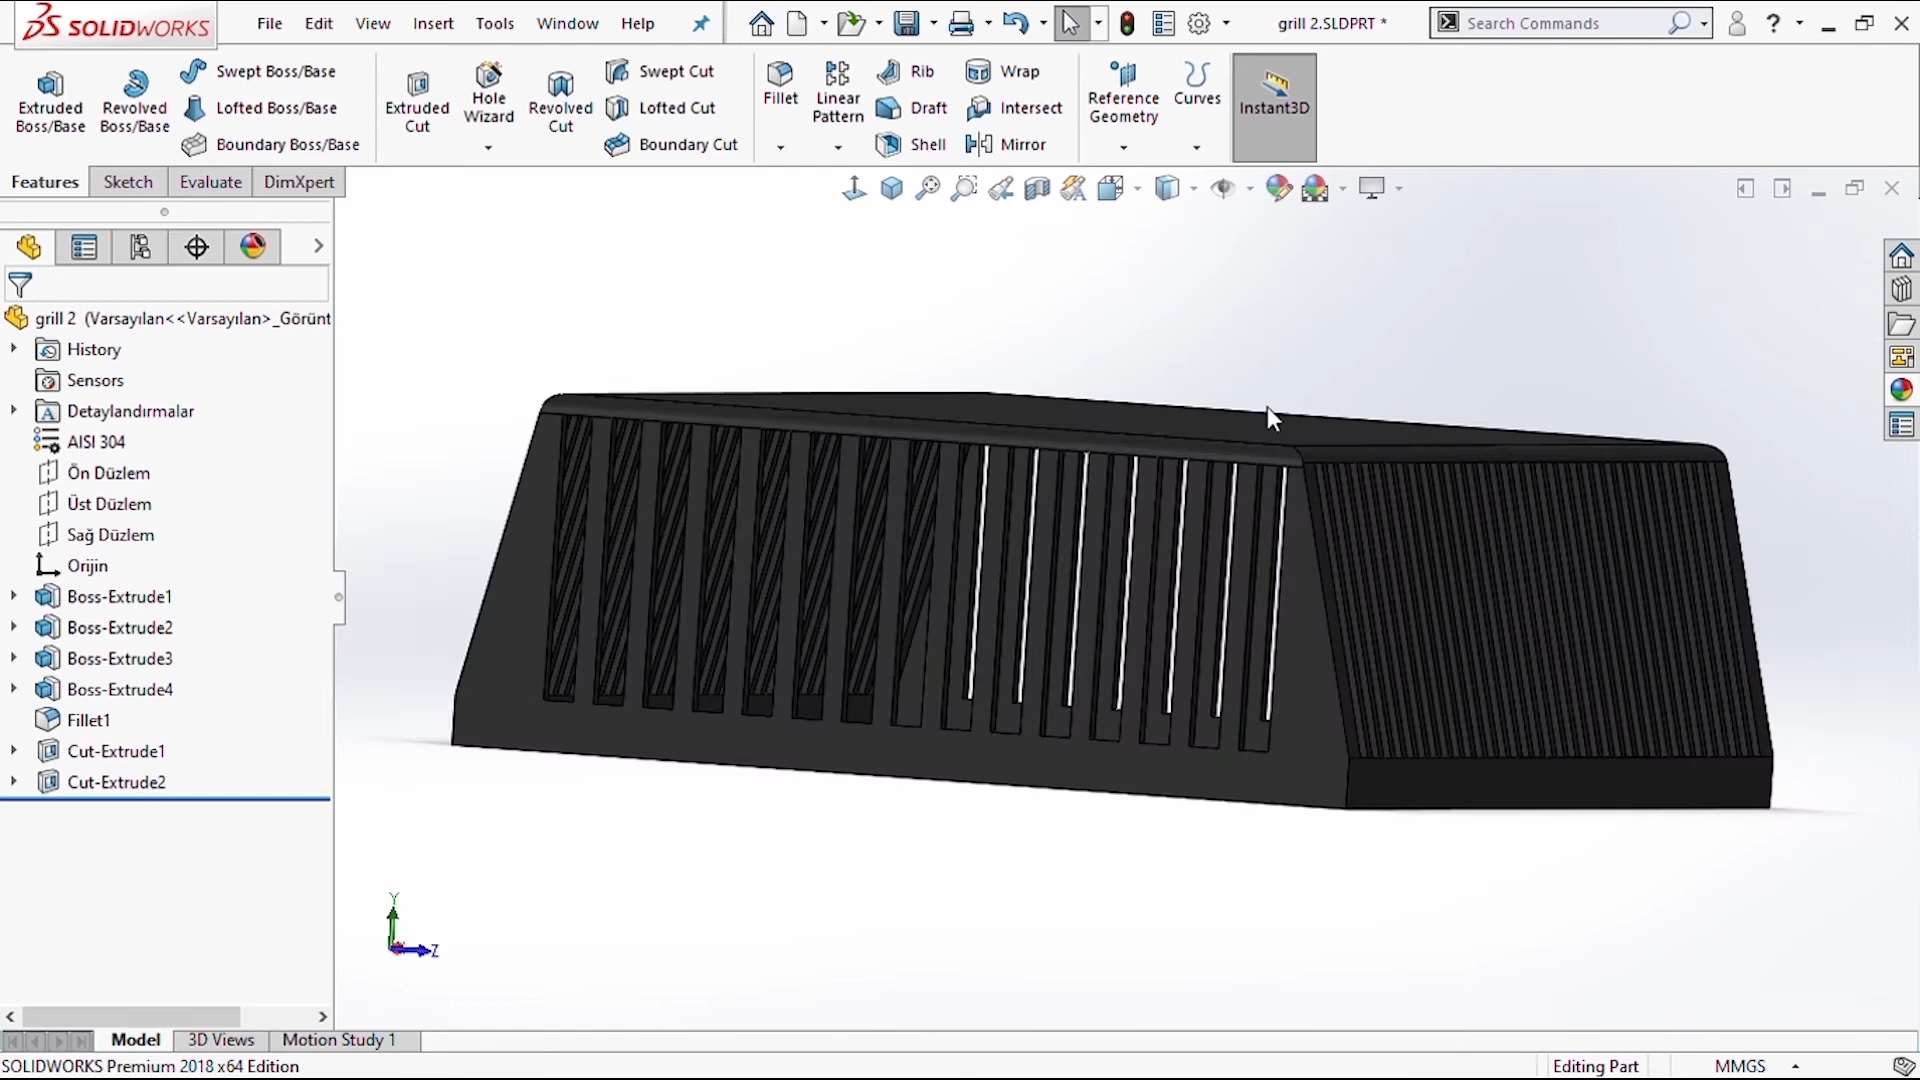 SOLIDWORKS File Edit View Insert Tools Window Help grill 2.SLDPRT * Search Commands ?
Extruded Boss/Base
Revolved Boss/Base
Swept Boss/Base
Lofted Boss/Base
Boundary Boss/Base
Extruded Cut
Hole Wizard
Revolved Cut
Swept Cut
Lofted Cut
Boundary Cut
Fillet
Linear Pattern
Rib
Draft
Shell
Wrap
Intersect
Mirror
Reference Geometry
Curves
Instant3D
Features Sketch Evaluate DimXpert
grill 2 (Varsayılan<<Varsayılan>_Görünt
History
Sensors
Detaylandırmalar
AISI 304
Ön Düzlem
Üst Düzlem
Sağ Düzlem
Orijin
Boss-Extrude1
Boss-Extrude2
Boss-Extrude3
Boss-Extrude4
Fillet1
Cut-Extrude1
Cut-Extrude2
Y
Z
Model 3D Views Motion Study 1
SOLIDWORKS Premium 2018 x64 Edition Editing Part MMGS